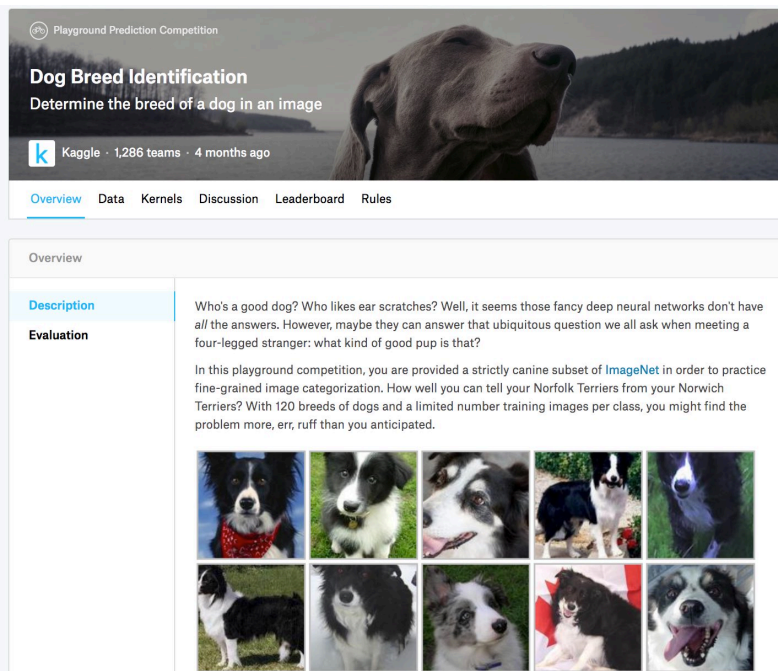 Playground Prediction Competition
Dog Breed Identification
Determine the breed of a dog in an image
k
Kaggle · 1,286 teams · 4 months ago
Overview Data Kernels Discussion Leaderboard Rules
Overview
Description
Evaluation
Who's a good dog? Who likes ear scratches? Well, it seems those fancy deep neural networks don't have
all the answers. However, maybe they can answer that ubiquitous question we all ask when meeting a
four-legged stranger: what kind of good pup is that?
In this playground competition, you are provided a strictly canine subset of ImageNet in order to practice
fine-grained image categorization. How well you can tell your Norfolk Terriers from your Norwich
Terriers? With 120 breeds of dogs and a limited number training images per class, you might find the
problem more, err, ruff than you anticipated.